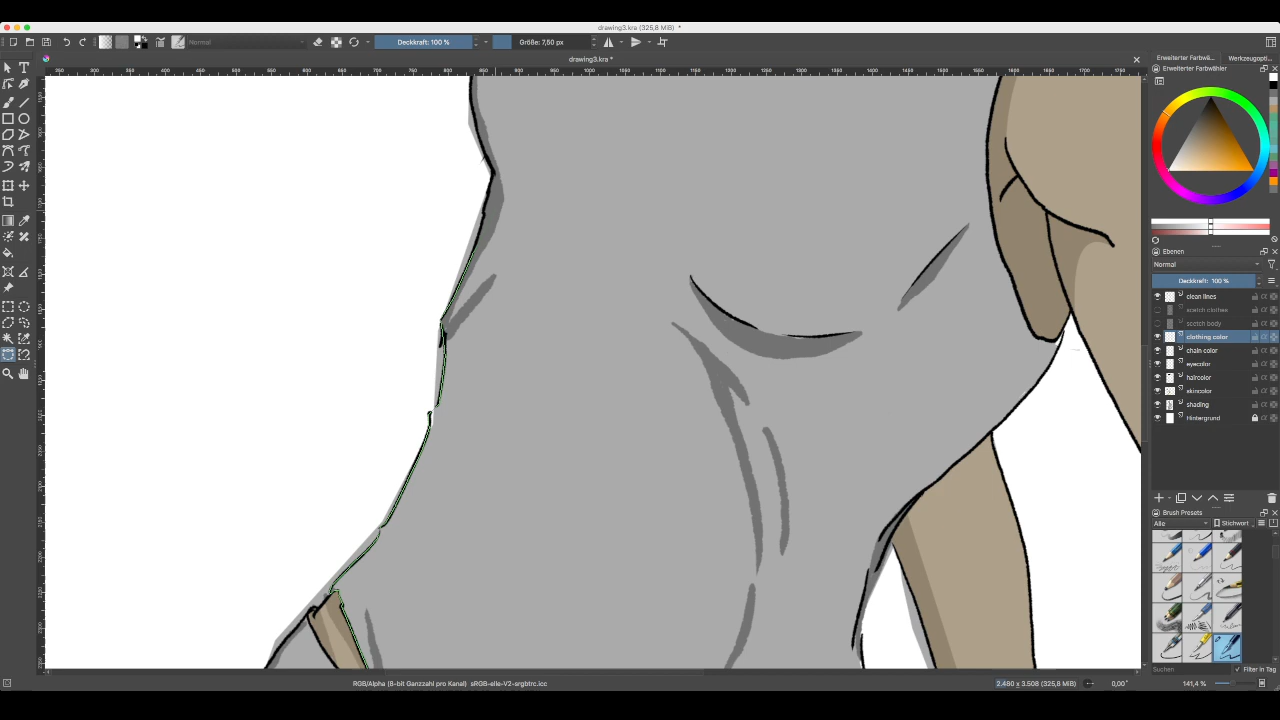 drawing3.kra (325,8 MiB) *
Normal
Deckkraft: 100 %
Größe: 7,50 px
drawing3.kra *
Erweiterter Farbwä...
Werkzeugopti...
Erweiterter Farbwähler
Ebenen
Normal
Deckkraft: 100 %
clean lines
scetch clothes
scetch body
clothing color
chain color
eyecolor
haircolor
skincolor
shading
Hintergrund
Brush Presets
Alle
Stichwort
Suchen
Filter in Tag
RGB/Alpha (8-bit Ganzzahl pro Kanal) sRGB-elle-V2-srgbtrc.icc
2.480 x 3.508 (325,8 MiB)
0,00°
141,4 %